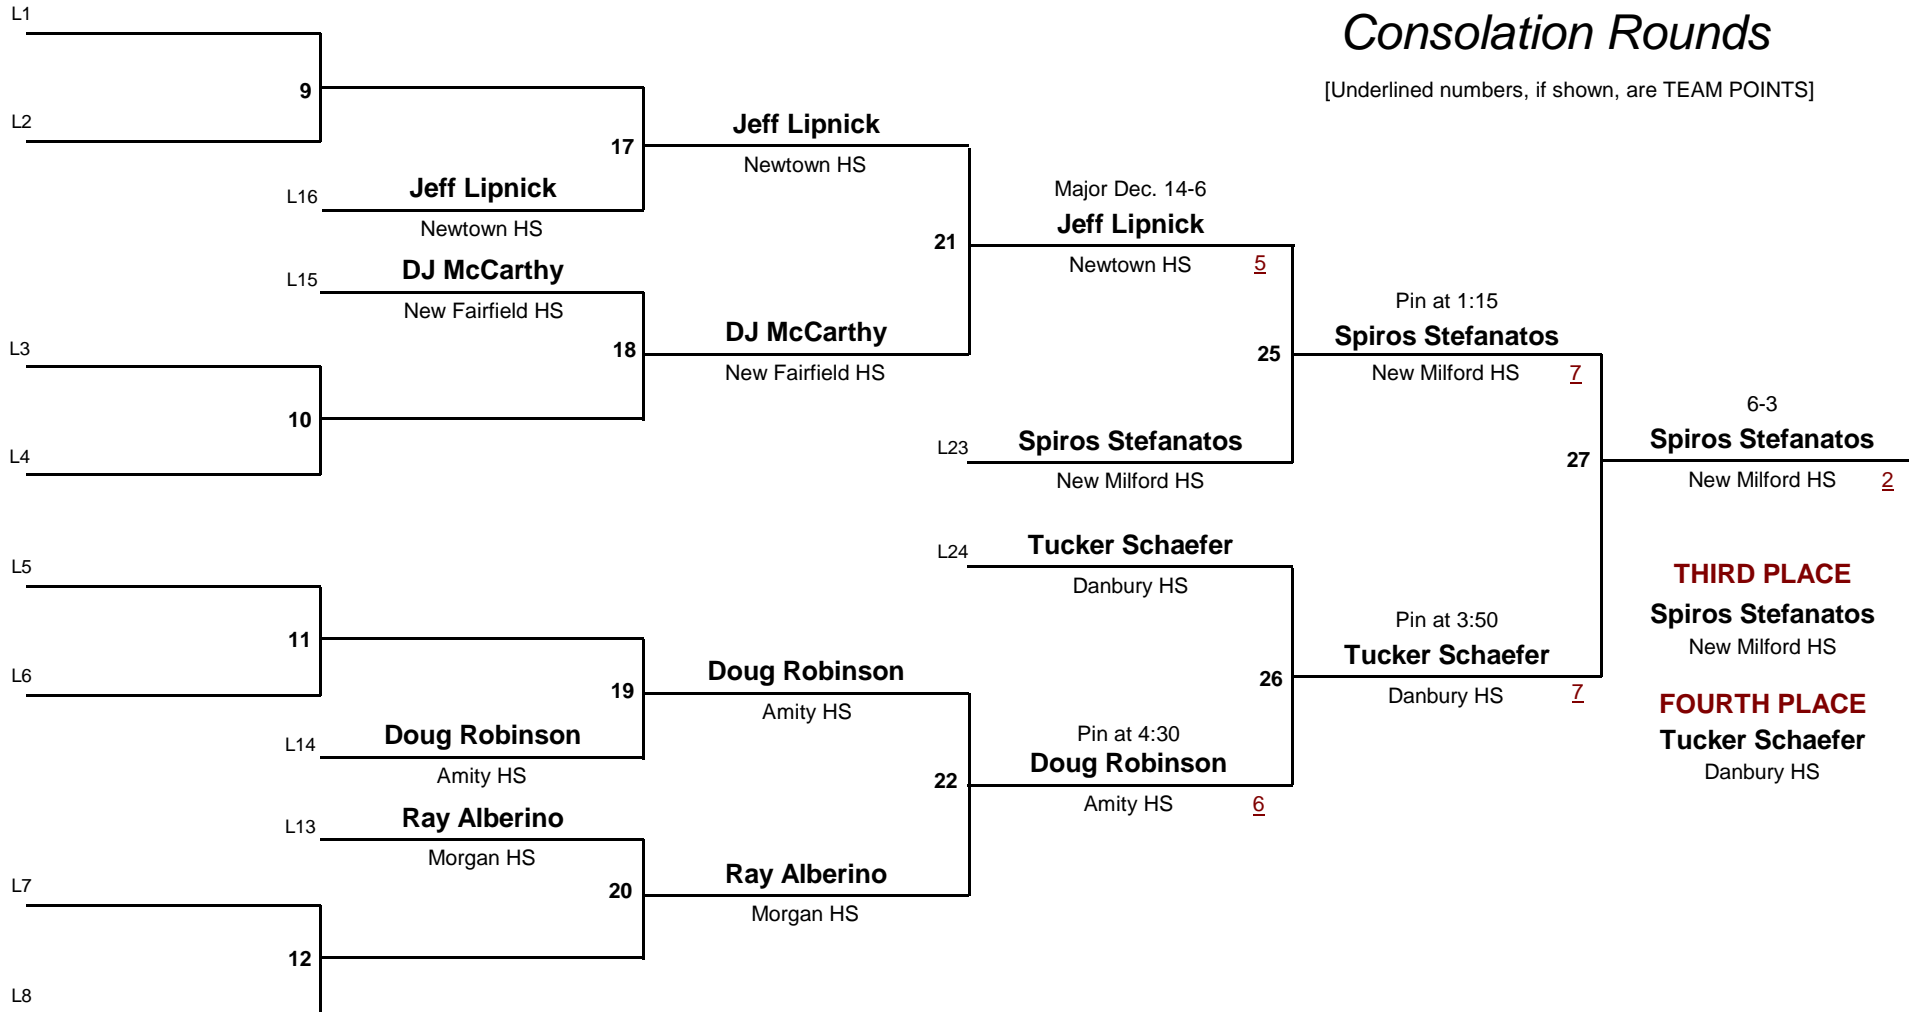 L1
Consolation Rounds
[Underlined numbers, if shown, are TEAM POINTS]
9
L2
17
Jeff Lipnick
Newtown HS
L16
Jeff Lipnick
Newtown HS
Major Dec. 14-6
21
Jeff Lipnick
Newtown HS
5
L15
DJ McCarthy
New Fairfield HS
Pin at 1:15
Spiros Stefanatos
New Milford HS
7
L3
18
DJ McCarthy
New Fairfield HS
25
10
L4
L23
Spiros Stefanatos
New Milford HS
27
6-3
Spiros Stefanatos
New Milford HS
2
L24
Tucker Schaefer
Danbury HS
L5
THIRD PLACE
Spiros Stefanatos
New Milford HS
11
L6
19
Doug Robinson
Amity HS
26
Pin at 3:50
Tucker Schaefer
Danbury HS
7
FOURTH PLACE
Tucker Schaefer
Danbury HS
L14
Doug Robinson
Amity HS
22
Pin at 4:30
Doug Robinson
Amity HS
6
L13
Ray Alberino
Morgan HS
L7
20
Ray Alberino
Morgan HS
12
L8